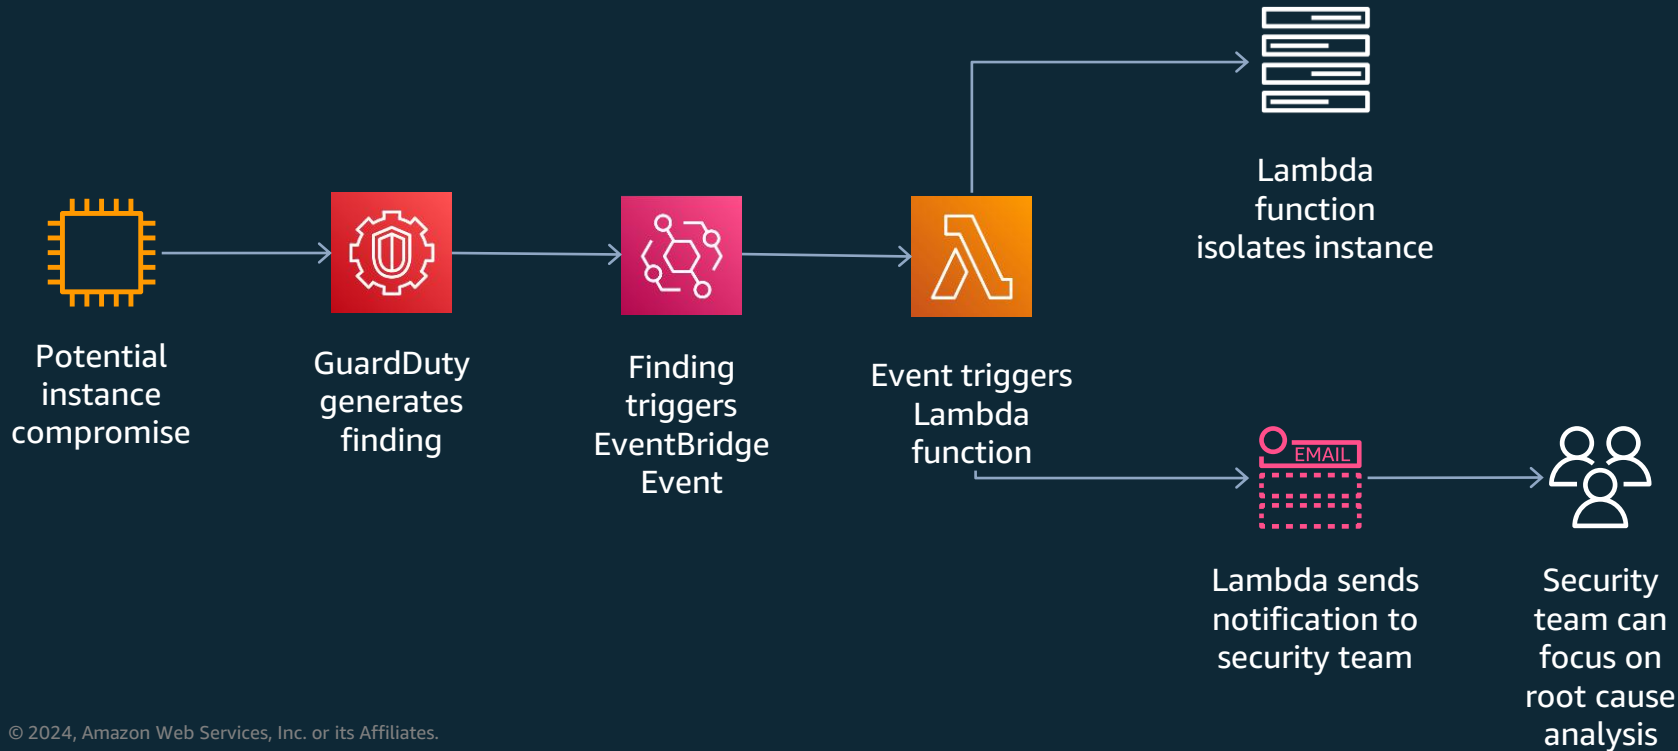 Potential
instance
compromise
GuardDuty
generates
finding
Finding
triggers
EventBridge
Event
Event triggers
Lambda
function
Lambda
function
isolates instance
EMAIL
Lambda sends
notification to
security team
Security
team can
focus on
root cause
analysis
© 2024, Amazon Web Services, Inc. or its Affiliates.